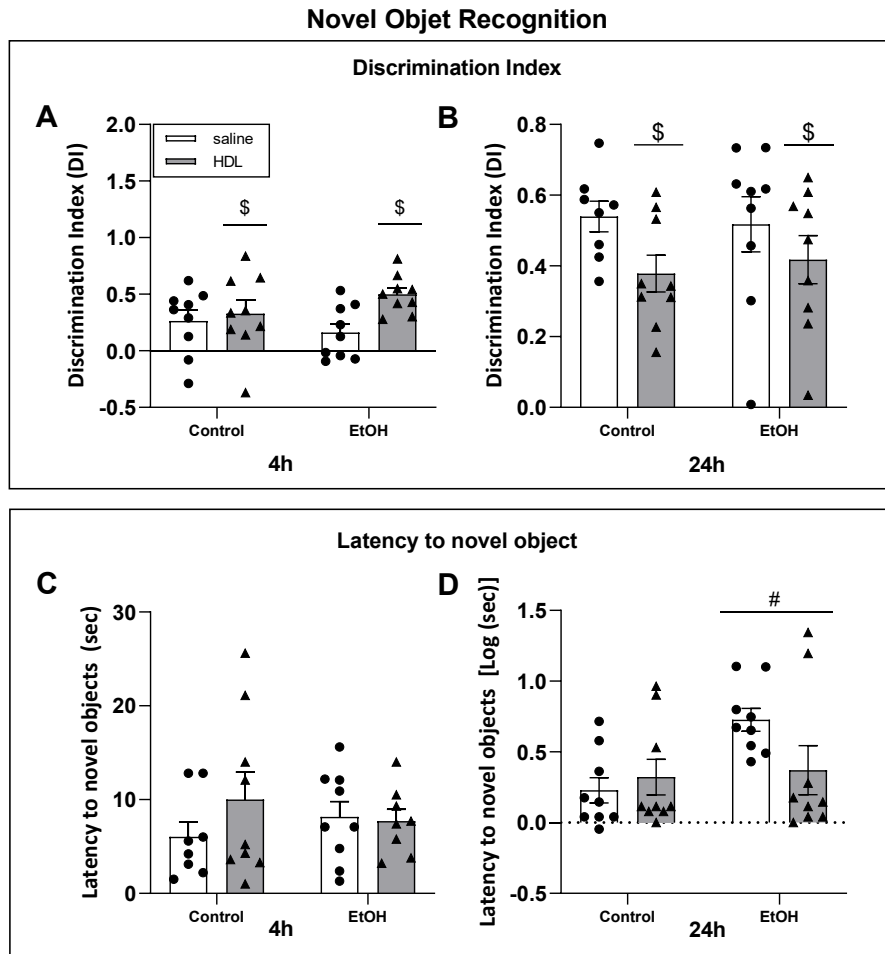 Novel Objet Recognition
Discrimination Index
A
saline
HDL
Discrimination Index (DI)
2.0
1.5
1.0
0.5
0.0
-0.5
$
$
Control
EtOH
4h
B
Discrimination Index (DI)
0.8
0.6
0.4
0.2
0.0
$
$
Control
EtOH
24h
Latency to novel object
C
Latency to novel objects (sec)
30
20
10
0
Control
EtOH
4h
D
Latency to novel objects [Log (sec)]
1.5
1.0
0.5
0.0
-0.5
#
Control
EtOH
24h